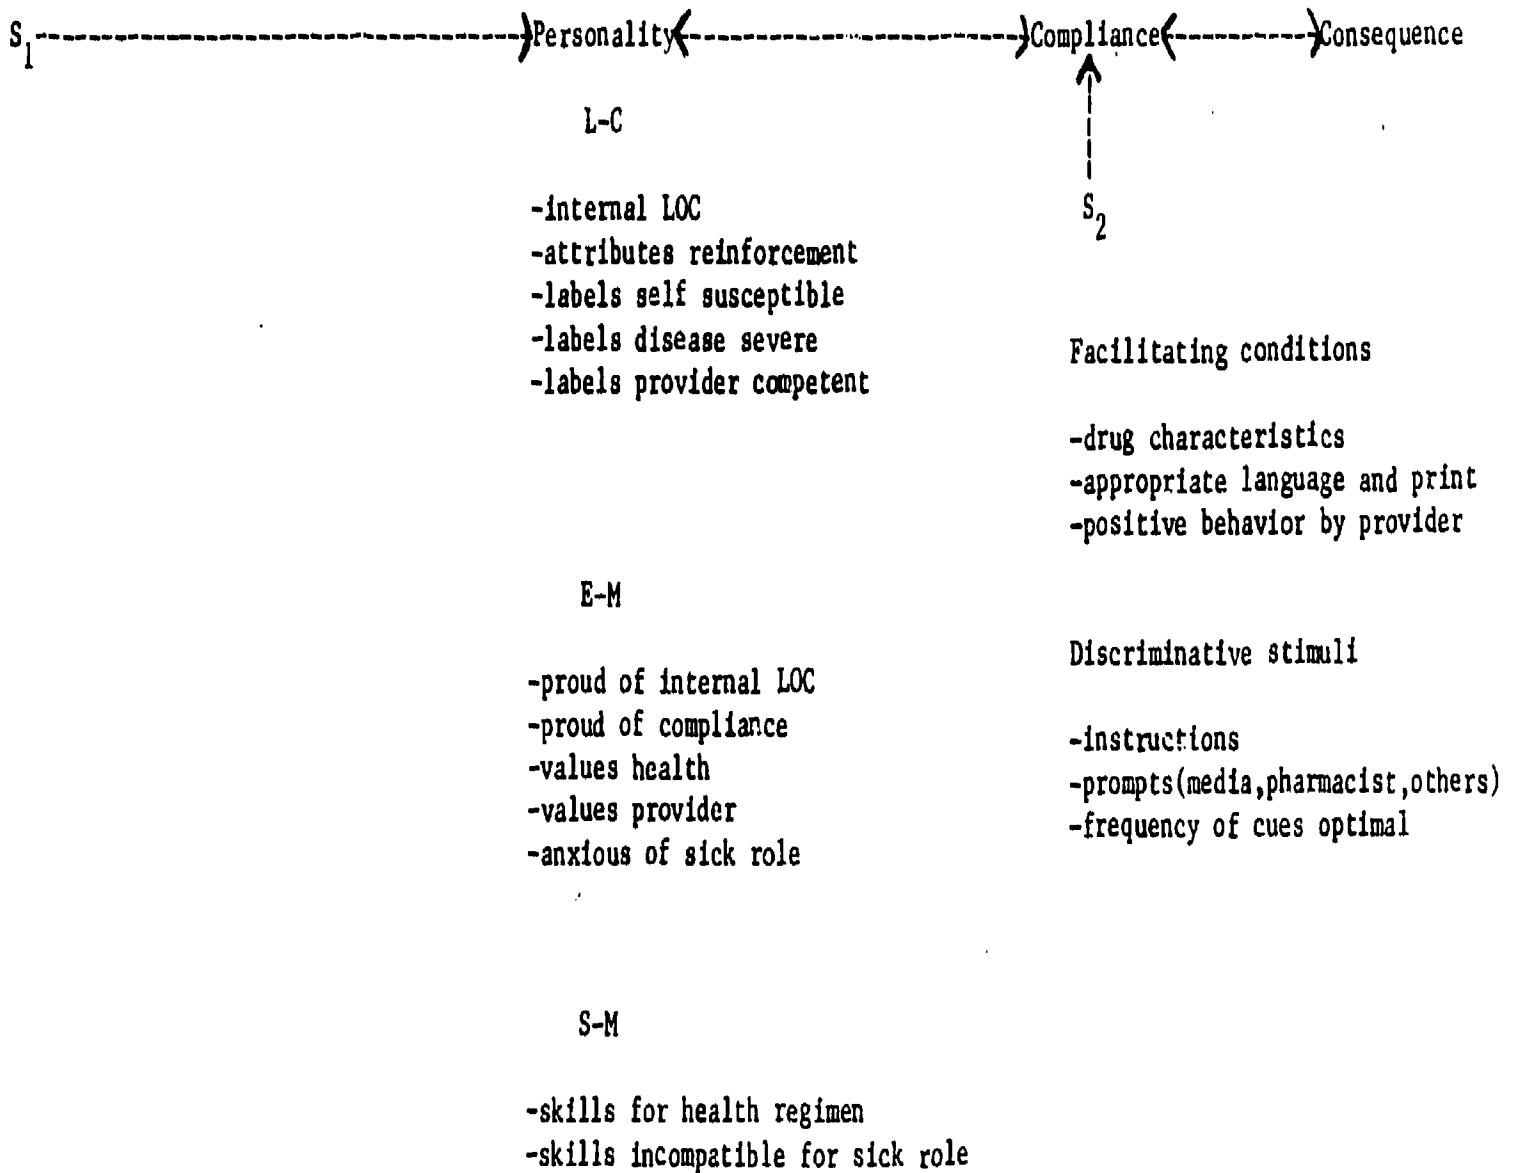 S1 Personality Compliance Consequence
L-C
-internal LOC
-attributes reinforcement
-labels self susceptible
-labels disease severe
-labels provider competent
E-M
-proud of internal LOC
-proud of compliance
-values health
-values provider
-anxious of sick role
S-M
-skills for health regimen
-skills incompatible for sick role
S2
Facilitating conditions
-drug characteristics
-appropriate language and print
-positive behavior by provider
Discriminative stimuli
-instructions
-prompts(media,pharmacist,others)
-frequency of cues optimal